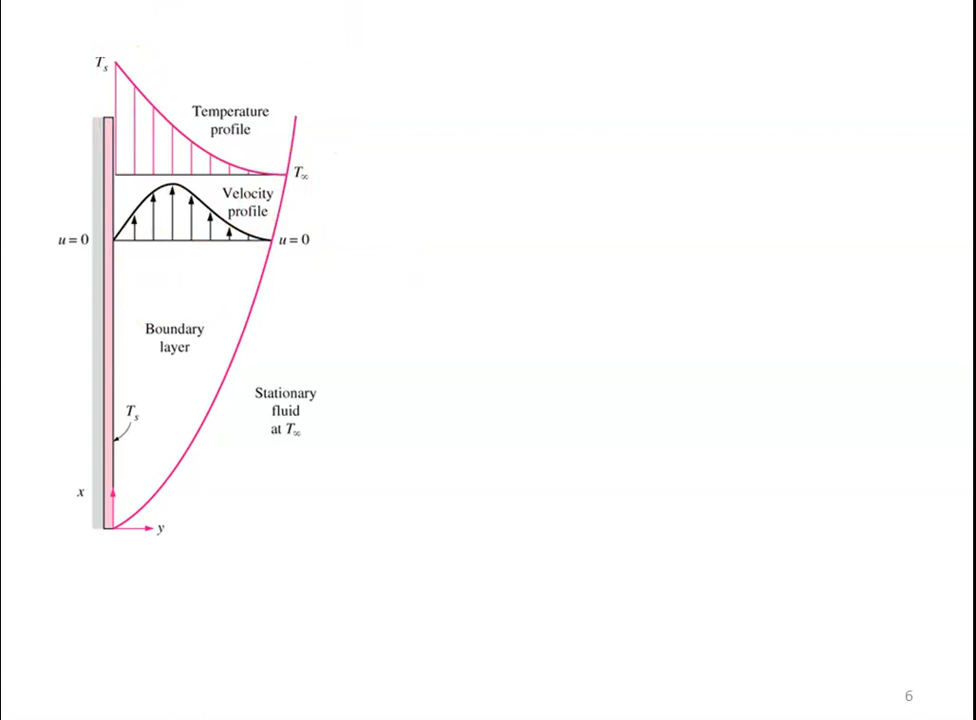 Tₛ
Temperature
profile
T∞
Velocity
profile
u = 0
u = 0
Boundary
layer
Stationary
fluid
at T∞
Tₛ
x
y
6